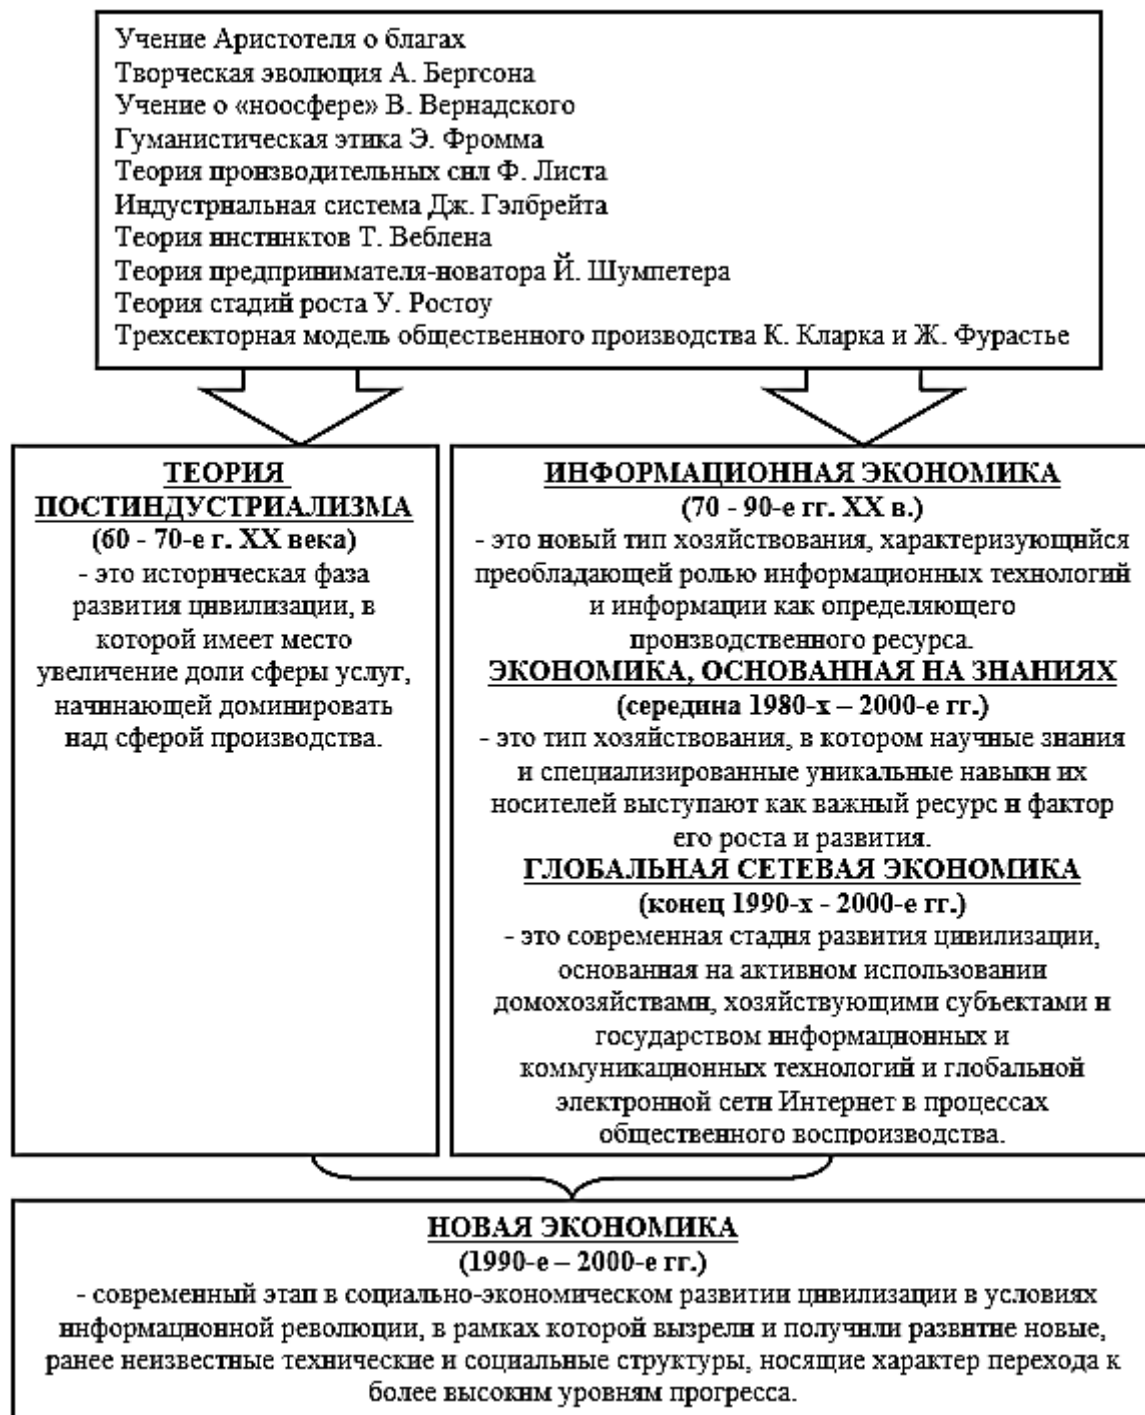 Учение Аристотеля о благах
Творческая эволюция А. Бергсона
Учение о «ноосфере» В. Вернадского
Гуманистическая этика Э. Фромма
Теория производительных сил Ф. Листа
Индустриальная система Дж. Гэлбрейта
Теория инстинктов Т. Веблена
Теория предпринимателя-новатора Й. Шумпетера
Теория стадий роста У. Ростоу
Трехсекторная модель общественного производства К. Кларка и Ж. Фурастье
ТЕОРИЯ
ПОСТИНДУСТРИАЛИЗМА
(60 - 70-е г. XX века)
- это историческая фаза
развития цивилизации, в
которой имеет место
увеличение доли сферы услуг,
начинающей доминировать
над сферой производства.
ИНФОРМАЦИОННАЯ ЭКОНОМИКА
(70 - 90-е гг. XX в.)
- это новый тип хозяйствования, характеризующийся
преобладающей ролью информационных технологий
и информации как определяющего
производственного ресурса.
ЭКОНОМИКА, ОСНОВАННАЯ НА ЗНАНИЯХ
(середина 1980-х – 2000-е гг.)
- это тип хозяйствования, в котором научные знания
и специализированные уникальные навыки их
носителей выступают как важный ресурс и фактор
его роста и развития.
ГЛОБАЛЬНАЯ СЕТЕВАЯ ЭКОНОМИКА
(конец 1990-х - 2000-е гг.)
- это современная стадия развития цивилизации,
основанная на активном использовании
домохозяйствами, хозяйствующими субъектами и
государством информационных и
коммуникационных технологий и глобальной
электронной сети Интернет в процессах
общественного воспроизводства.
НОВАЯ ЭКОНОМИКА
(1990-е – 2000-е гг.)
- современный этап в социально-экономическом развитии цивилизации в условиях
информационной революции, в рамках которой вызрели и получили развитие новые,
ранее неизвестные технические и социальные структуры, носящие характер перехода к
более высоким уровням прогресса.